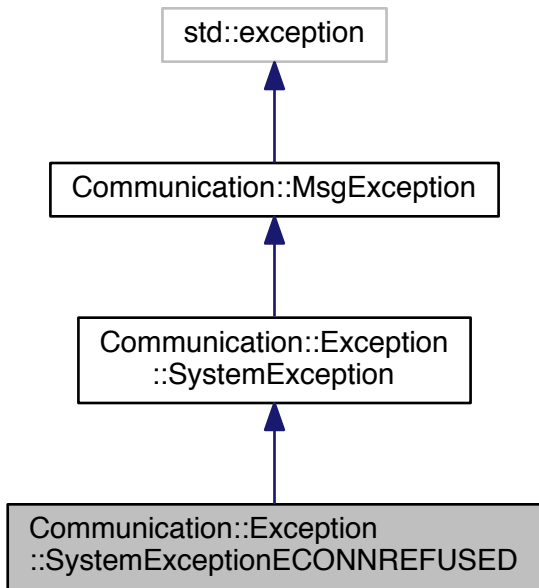 std::exception
Communication::MsgException
Communication::Exception
::SystemException
Communication::Exception
::SystemExceptionECONNREFUSED